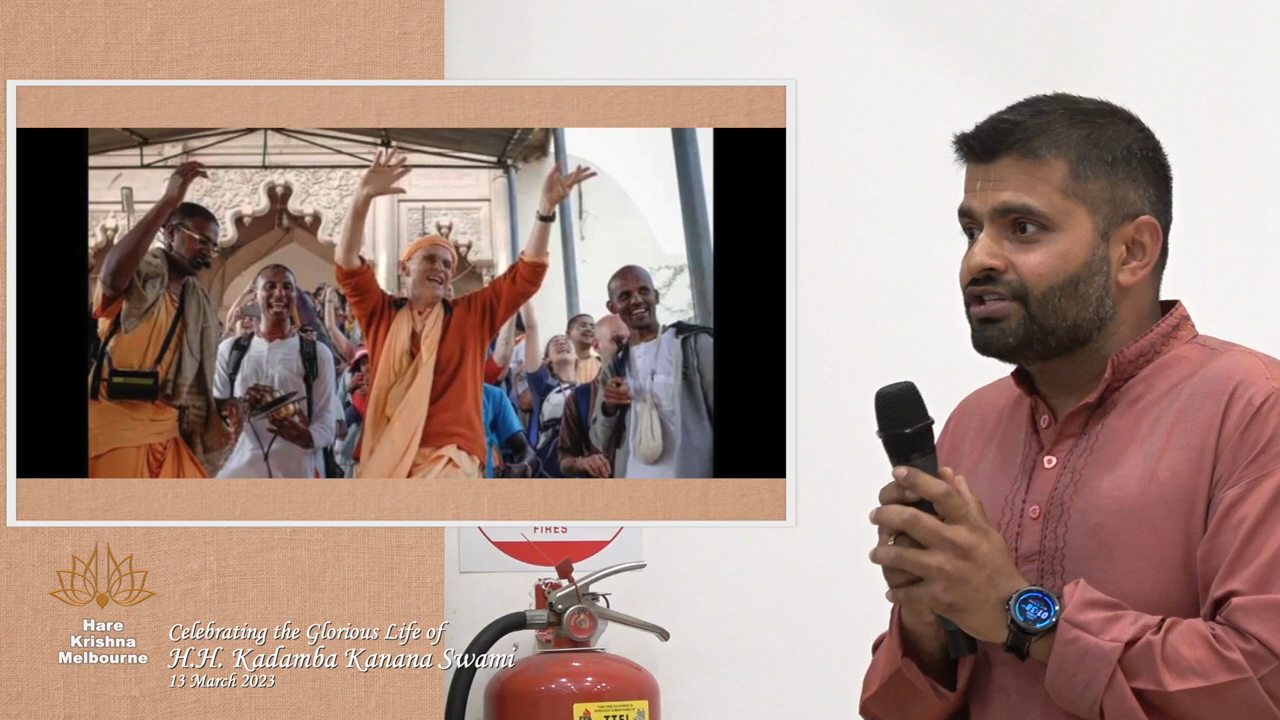 FIRES
Hare
Krishna
Melbourne
Celebrating the Glorious Life of
H.H. Kadamba Kanana Swami
13 March 2023